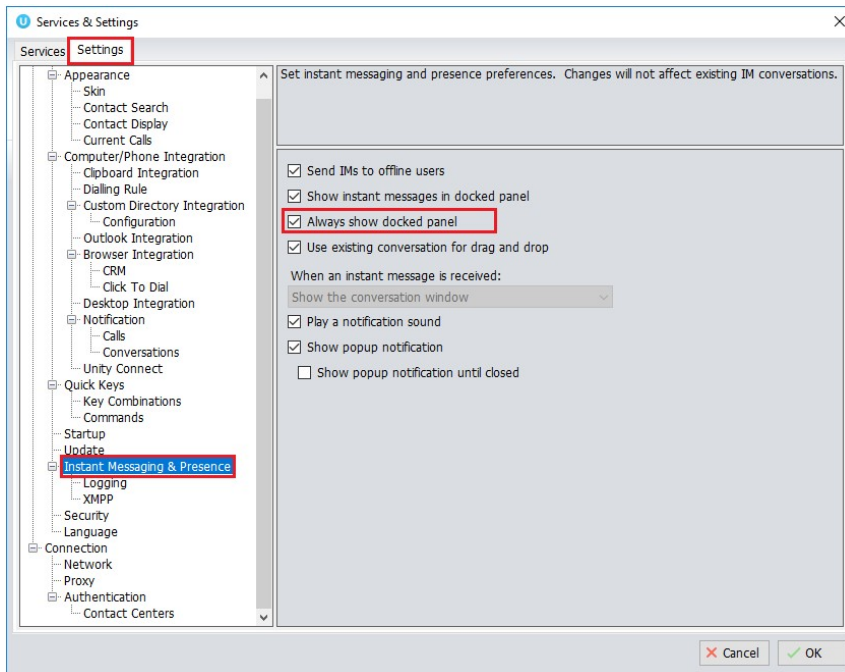 Services & Settings
Services
Settings
Appearance
Skin
Contact Search
Contact Display
Current Calls
Computer/Phone Integration
Clipboard Integration
Dialling Rule
Custom Directory Integration
Configuration
Outlook Integration
Browser Integration
CRM
Click To Dial
Desktop Integration
Notification
Calls
Conversations
Unity Connect
Quick Keys
Key Combinations
Commands
Startup
Update
Instant Messaging & Presence
Logging
XMPP
Security
Language
Connection
Network
Proxy
Authentication
Contact Centers
Set instant messaging and presence preferences. Changes will not affect existing IM conversations.
Send IMs to offline users
Show instant messages in docked panel
Always show docked panel
Use existing conversation for drag and drop
When an instant message is received:
Show the conversation window
Play a notification sound
Show popup notification
Show popup notification until closed
Cancel
OK